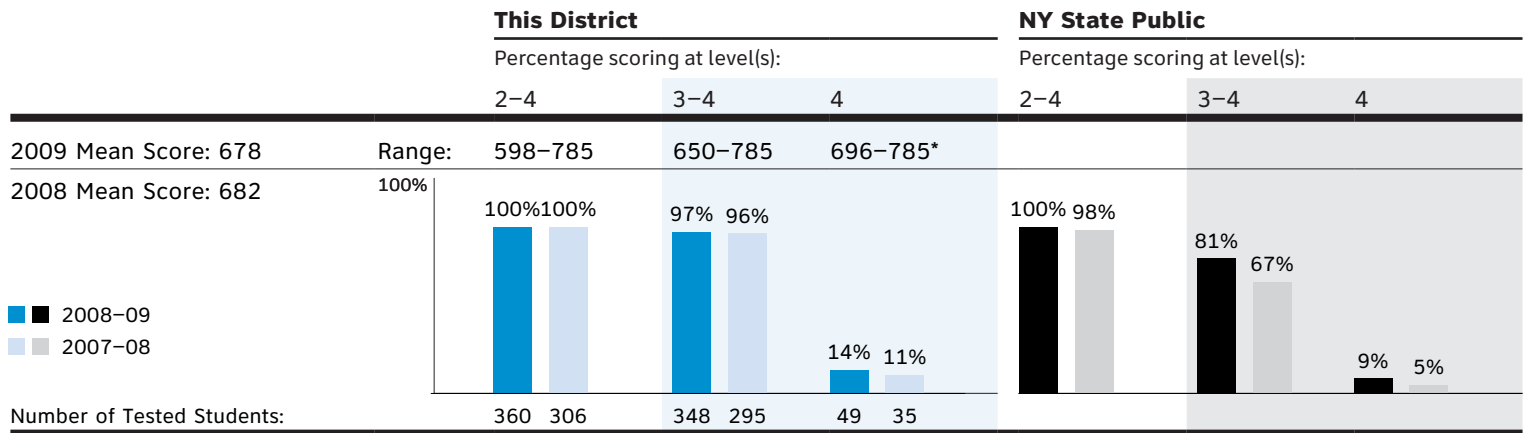 This District NY State Public
Percentage scoring at level(s): Percentage scoring at level(s):
2–4 3–4 4 2–4 3–4 4
2009 Mean Score: 678 Range: 598–785 650–785 696–785*
2008 Mean Score: 682 100%
100% 100% 97% 96% 14% 11% 100% 98% 81% 67% 9% 5%
2008–09
2007–08
Number of Tested Students: 360 306 348 295 49 35